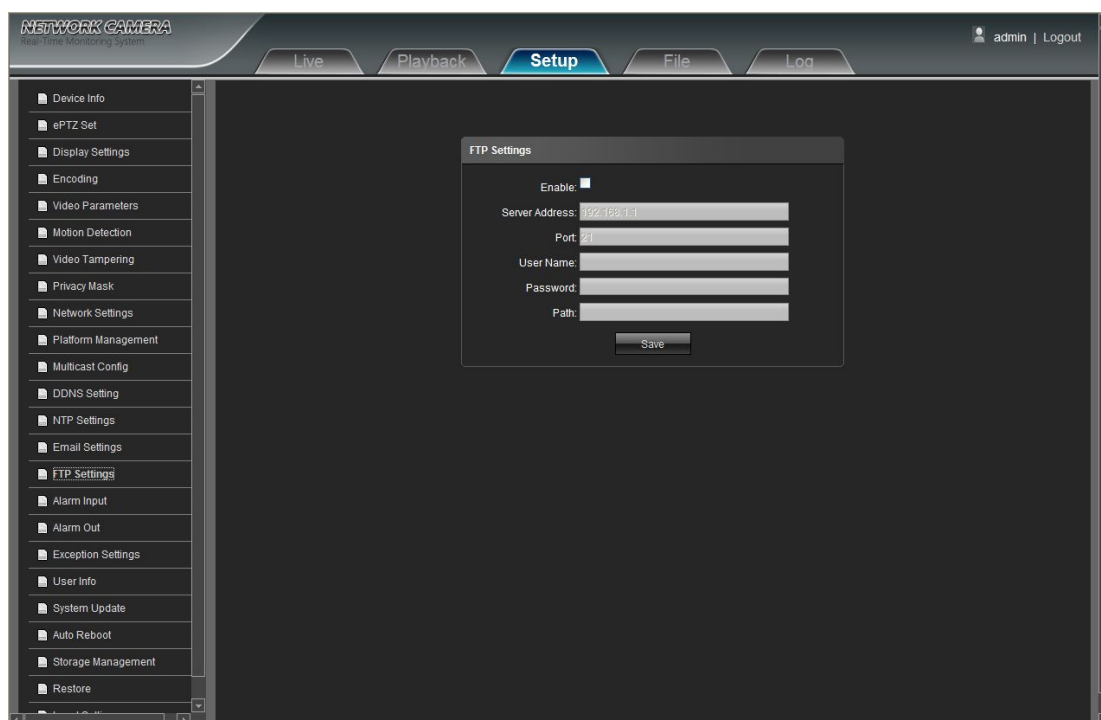 NETWORK CAMERA
Real-Time Monitoring System
admin | Logout
Live
Playback
Setup
File
Log
Device Info
ePTZ Set
Display Settings
Encoding
Video Parameters
Motion Detection
Video Tampering
Privacy Mask
Network Settings
Platform Management
Multicast Config
DDNS Setting
NTP Settings
Email Settings
FTP Settings
Alarm Input
Alarm Out
Exception Settings
User Info
System Update
Auto Reboot
Storage Management
Restore
FTP Settings
Enable:
Server Address: 192.168.1.1
Port: 21
User Name:
Password:
Path:
Save